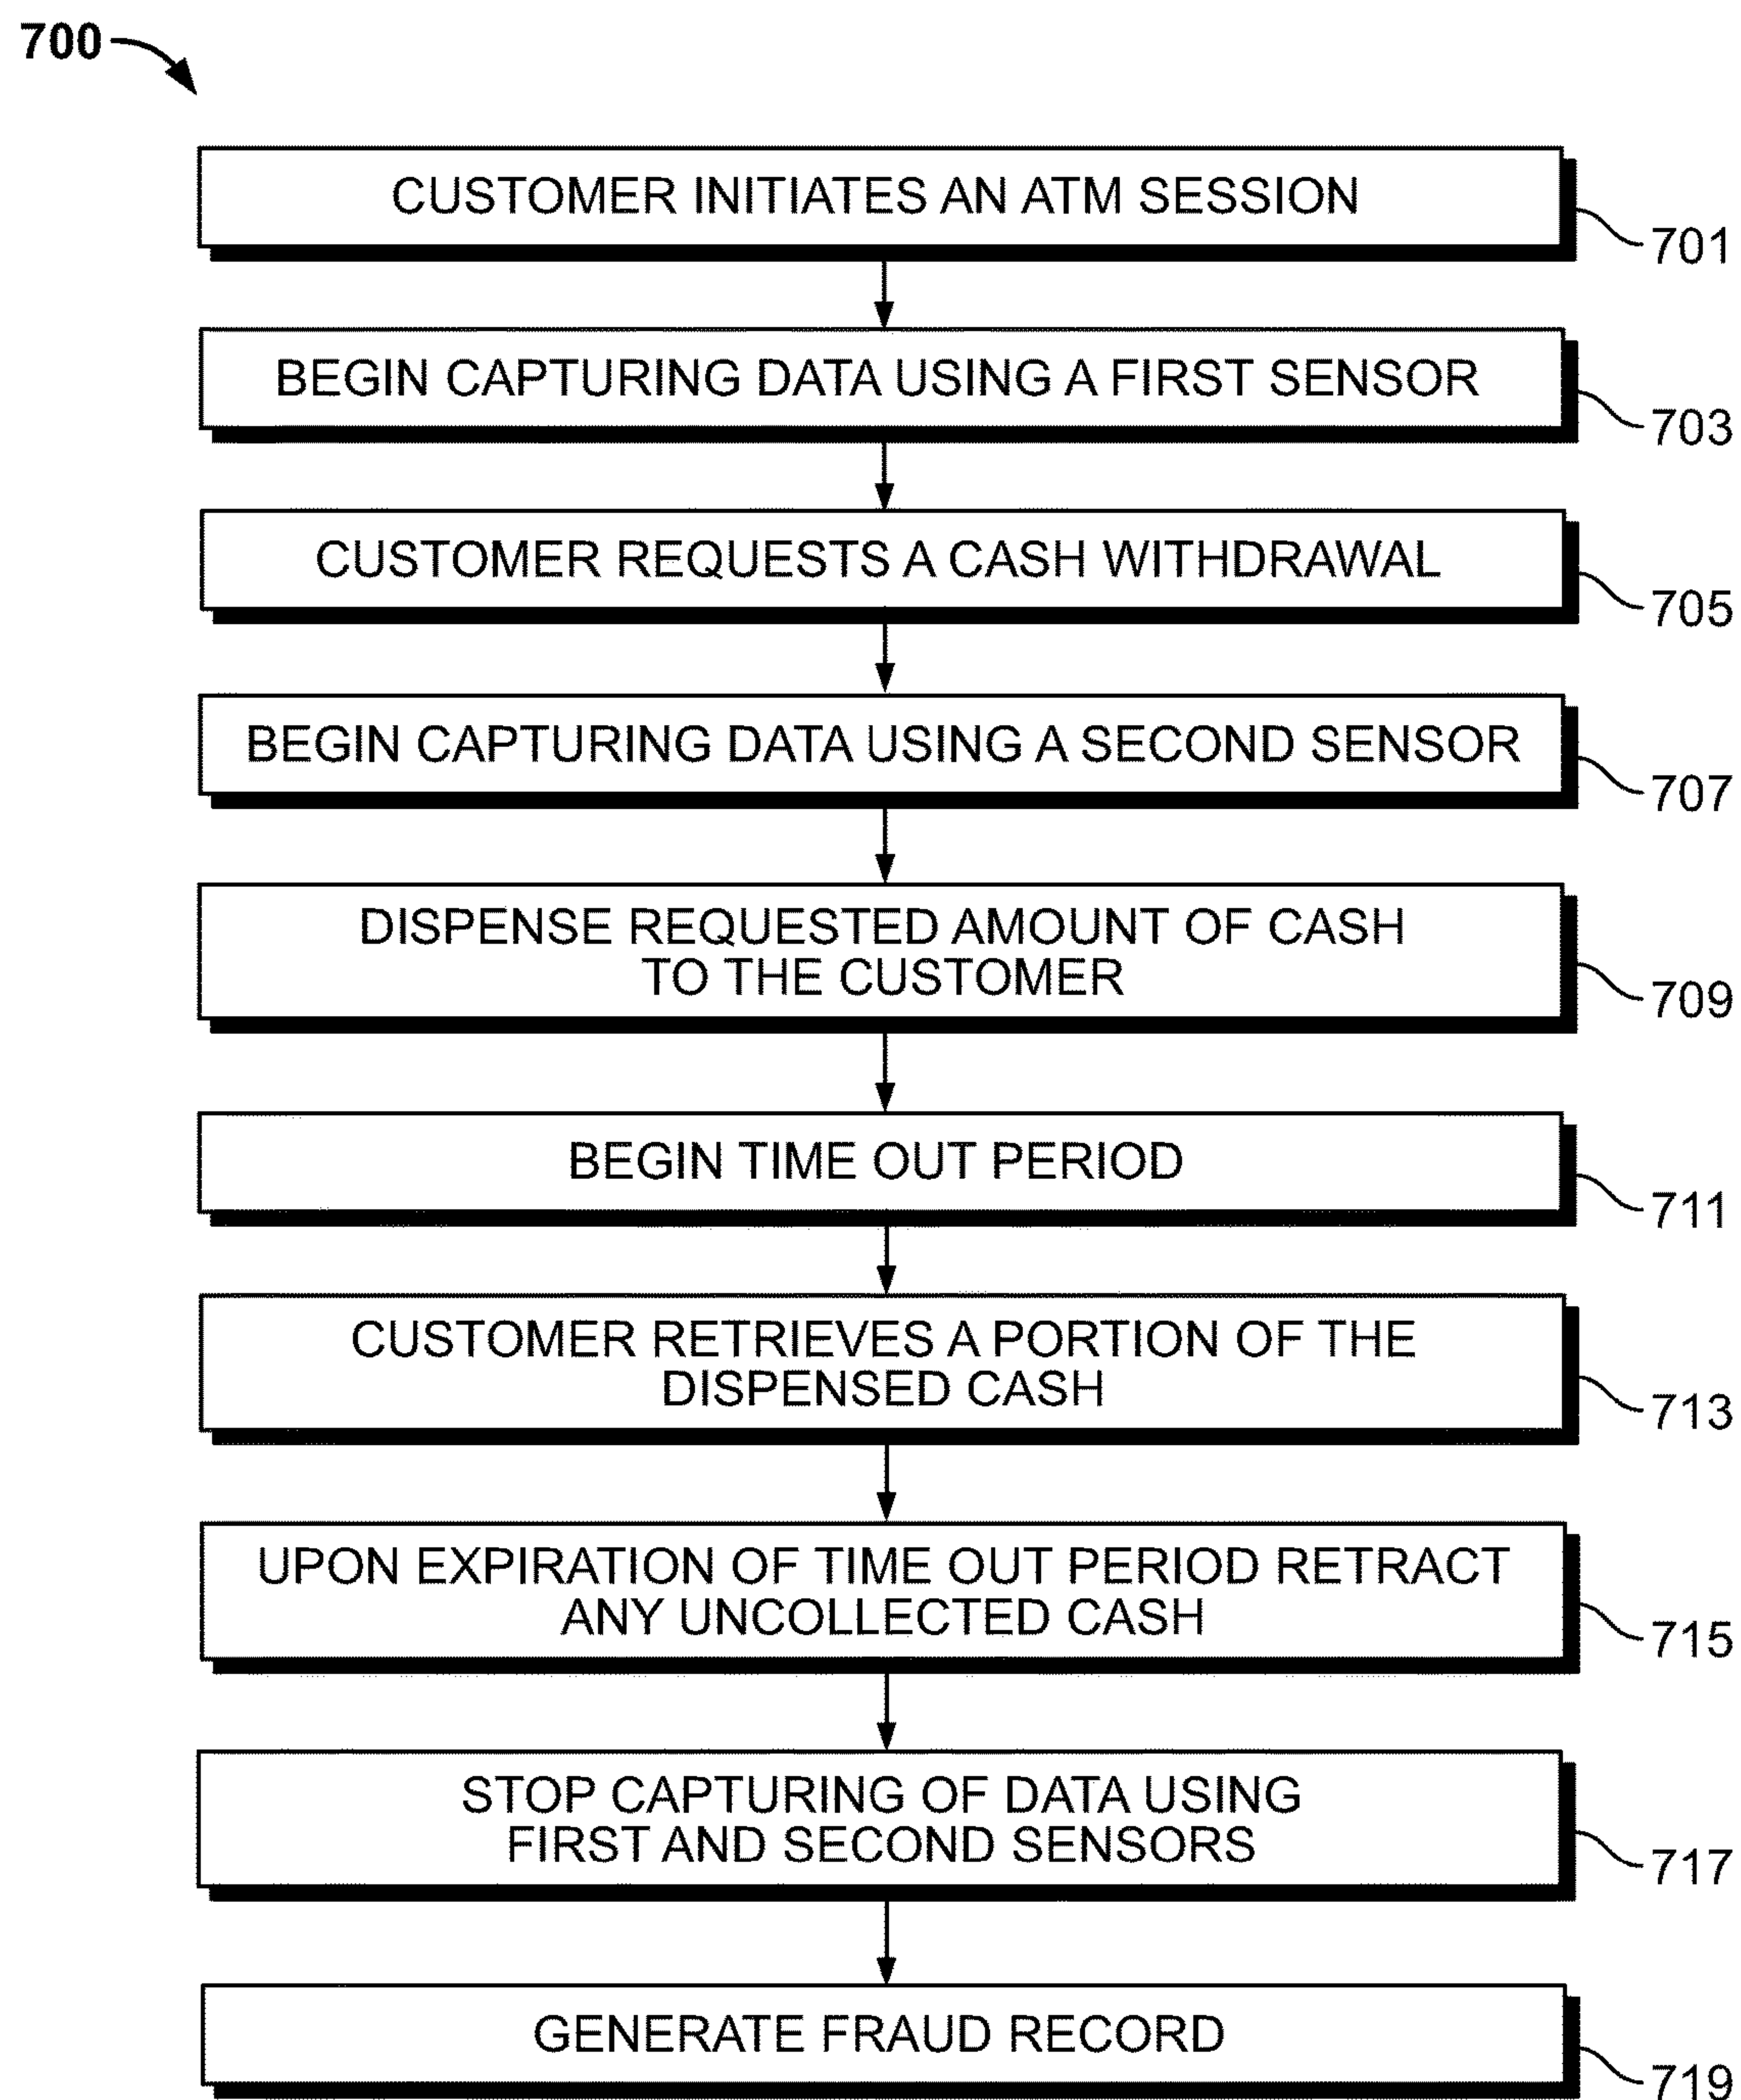 700
CUSTOMER INITIATES AN ATM SESSION
701
BEGIN CAPTURING DATA USING A FIRST SENSOR
703
CUSTOMER REQUESTS A CASH WITHDRAWAL
705
BEGIN CAPTURING DATA USING A SECOND SENSOR
707
DISPENSE REQUESTED AMOUNT OF CASH
TO THE CUSTOMER
709
BEGIN TIME OUT PERIOD
711
CUSTOMER RETRIEVES A PORTION OF THE
DISPENSED CASH
713
UPON EXPIRATION OF TIME OUT PERIOD RETRACT
ANY UNCOLLECTED CASH
715
STOP CAPTURING OF DATA USING
FIRST AND SECOND SENSORS
717
GENERATE FRAUD RECORD
719